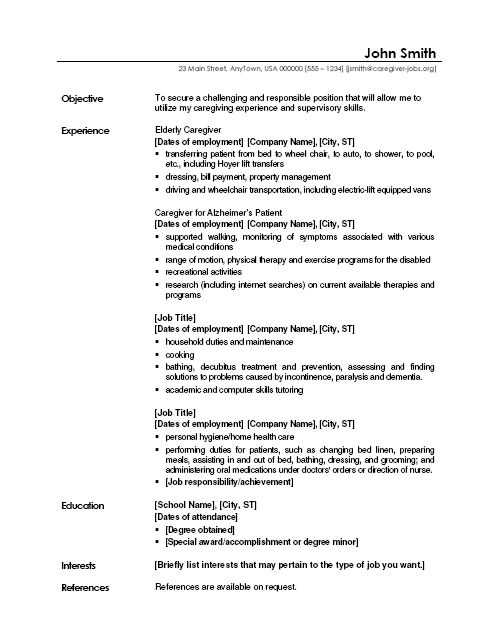 John Smith
23 Main Street, AnyTown, USA 000000 (555 – 1234) [jsmith@caregiver-jobs.org]
Objective To secure a challenging and responsible position that will allow me to
utilize my caregiving experience and supervisory skills.
Experience Elderly Caregiver
[Dates of employment] [Company Name], [City, ST]
▪ transferring patient from bed to wheel chair, to auto, to shower, to pool,
etc., including Hoyer lift transfers
▪ dressing, bill payment, property management
▪ driving and wheelchair transportation, including electric-lift equipped vans
Caregiver for Alzheimer's Patient
[Dates of employment] [Company Name], [City, ST]
▪ supported walking, monitoring of symptoms associated with various
medical conditions
▪ range of motion, physical therapy and exercise programs for the disabled
▪ recreational activities
▪ research (including internet searches) on current available therapies and
programs
[Job Title]
[Dates of employment] [Company Name], [City, ST]
▪ household duties and maintenance
▪ cooking
▪ bathing, decubitus treatment and prevention, assessing and finding
solutions to problems caused by incontinence, paralysis and dementia.
▪ academic and computer skills tutoring
[Job Title]
[Dates of employment] [Company Name], [City, ST]
▪ personal hygiene/home health care
▪ performing duties for patients, such as changing bed linen, preparing
meals, assisting in and out of bed, bathing, dressing, and grooming; and
administering oral medications under doctors' orders or direction of nurse.
▪ [Job responsibility/achievement]
Education [School Name], [City, ST]
[Dates of attendance]
▪ [Degree obtained]
▪ [Special award/accomplishment or degree minor]
Interests [Briefly list interests that may pertain to the type of job you want.]
References References are available on request.